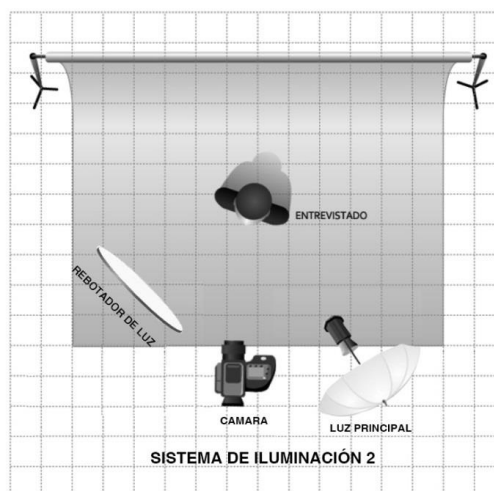 ENTREVISTADO
REBOTADOR DE LUZ
CAMARA
LUZ PRINCIPAL
SISTEMA DE ILUMINACIÓN 2